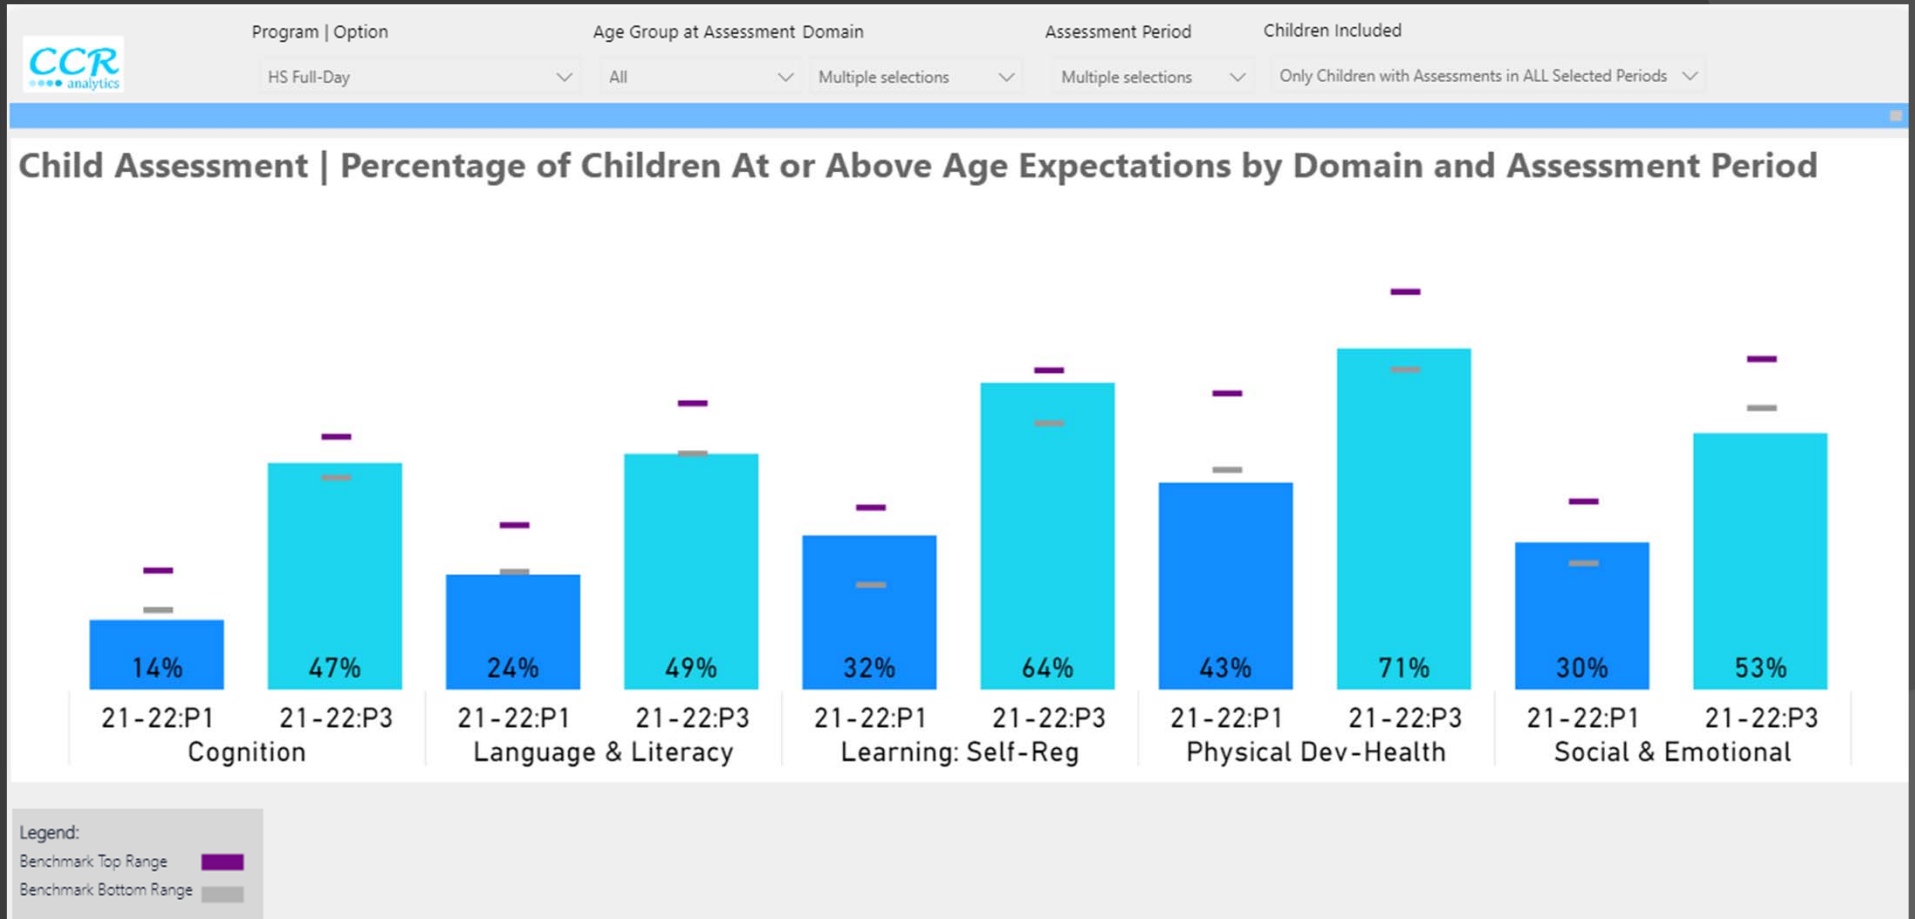 CCR
analytics
Program | Option
HS Full-Day
Age Group at Assessment
All
Domain
Multiple selections
Assessment Period
Multiple selections
Children Included
Only Children with Assessments in ALL Selected Periods
Child Assessment | Percentage of Children At or Above Age Expectations by Domain and Assessment Period
14% 47% 24% 49% 32% 64% 43% 71% 30% 53%
21-22:P1 21-22:P3 21-22:P1 21-22:P3 21-22:P1 21-22:P3 21-22:P1 21-22:P3 21-22:P1 21-22:P3
Cognition Language & Literacy Learning: Self-Reg Physical Dev-Health Social & Emotional
Legend:
Benchmark Top Range
Benchmark Bottom Range